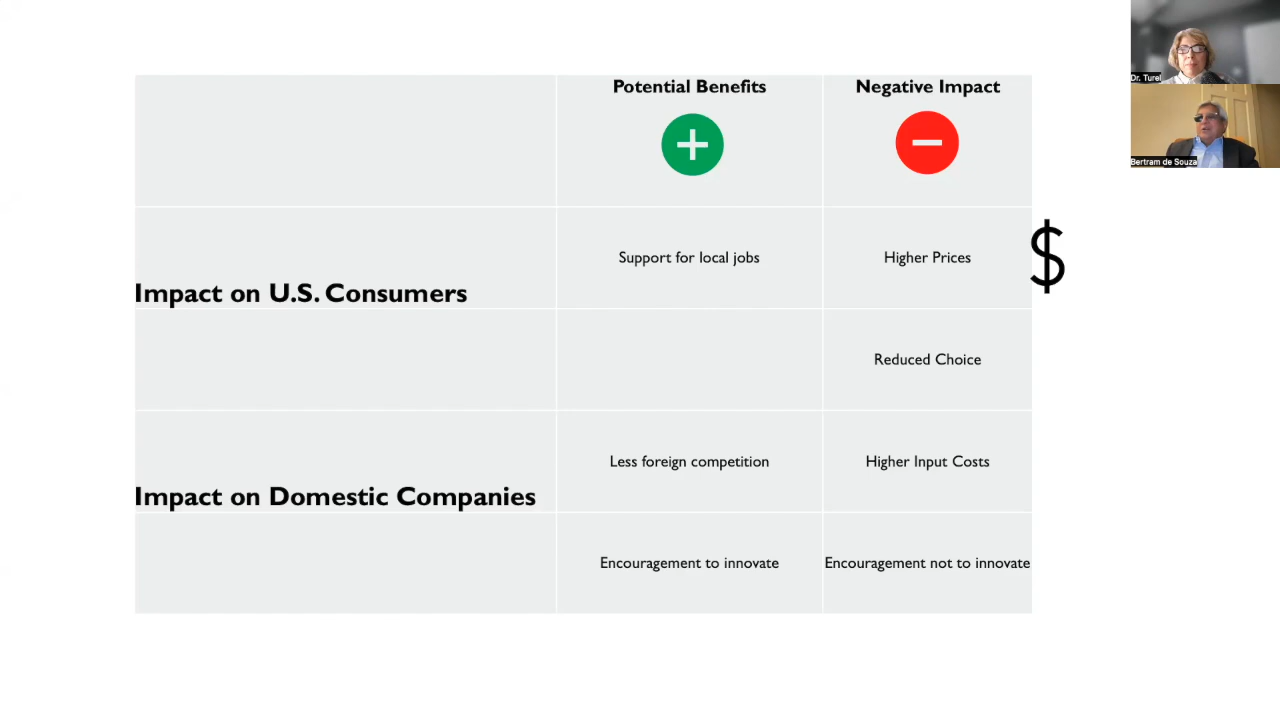 Potential Benefits
Negative Impact
Dr. Turel
Bertram de Souza
Impact on U.S. Consumers
Support for local jobs
Higher Prices
$
Reduced Choice
Impact on Domestic Companies
Less foreign competition
Higher Input Costs
Encouragement to innovate
Encouragement not to innovate